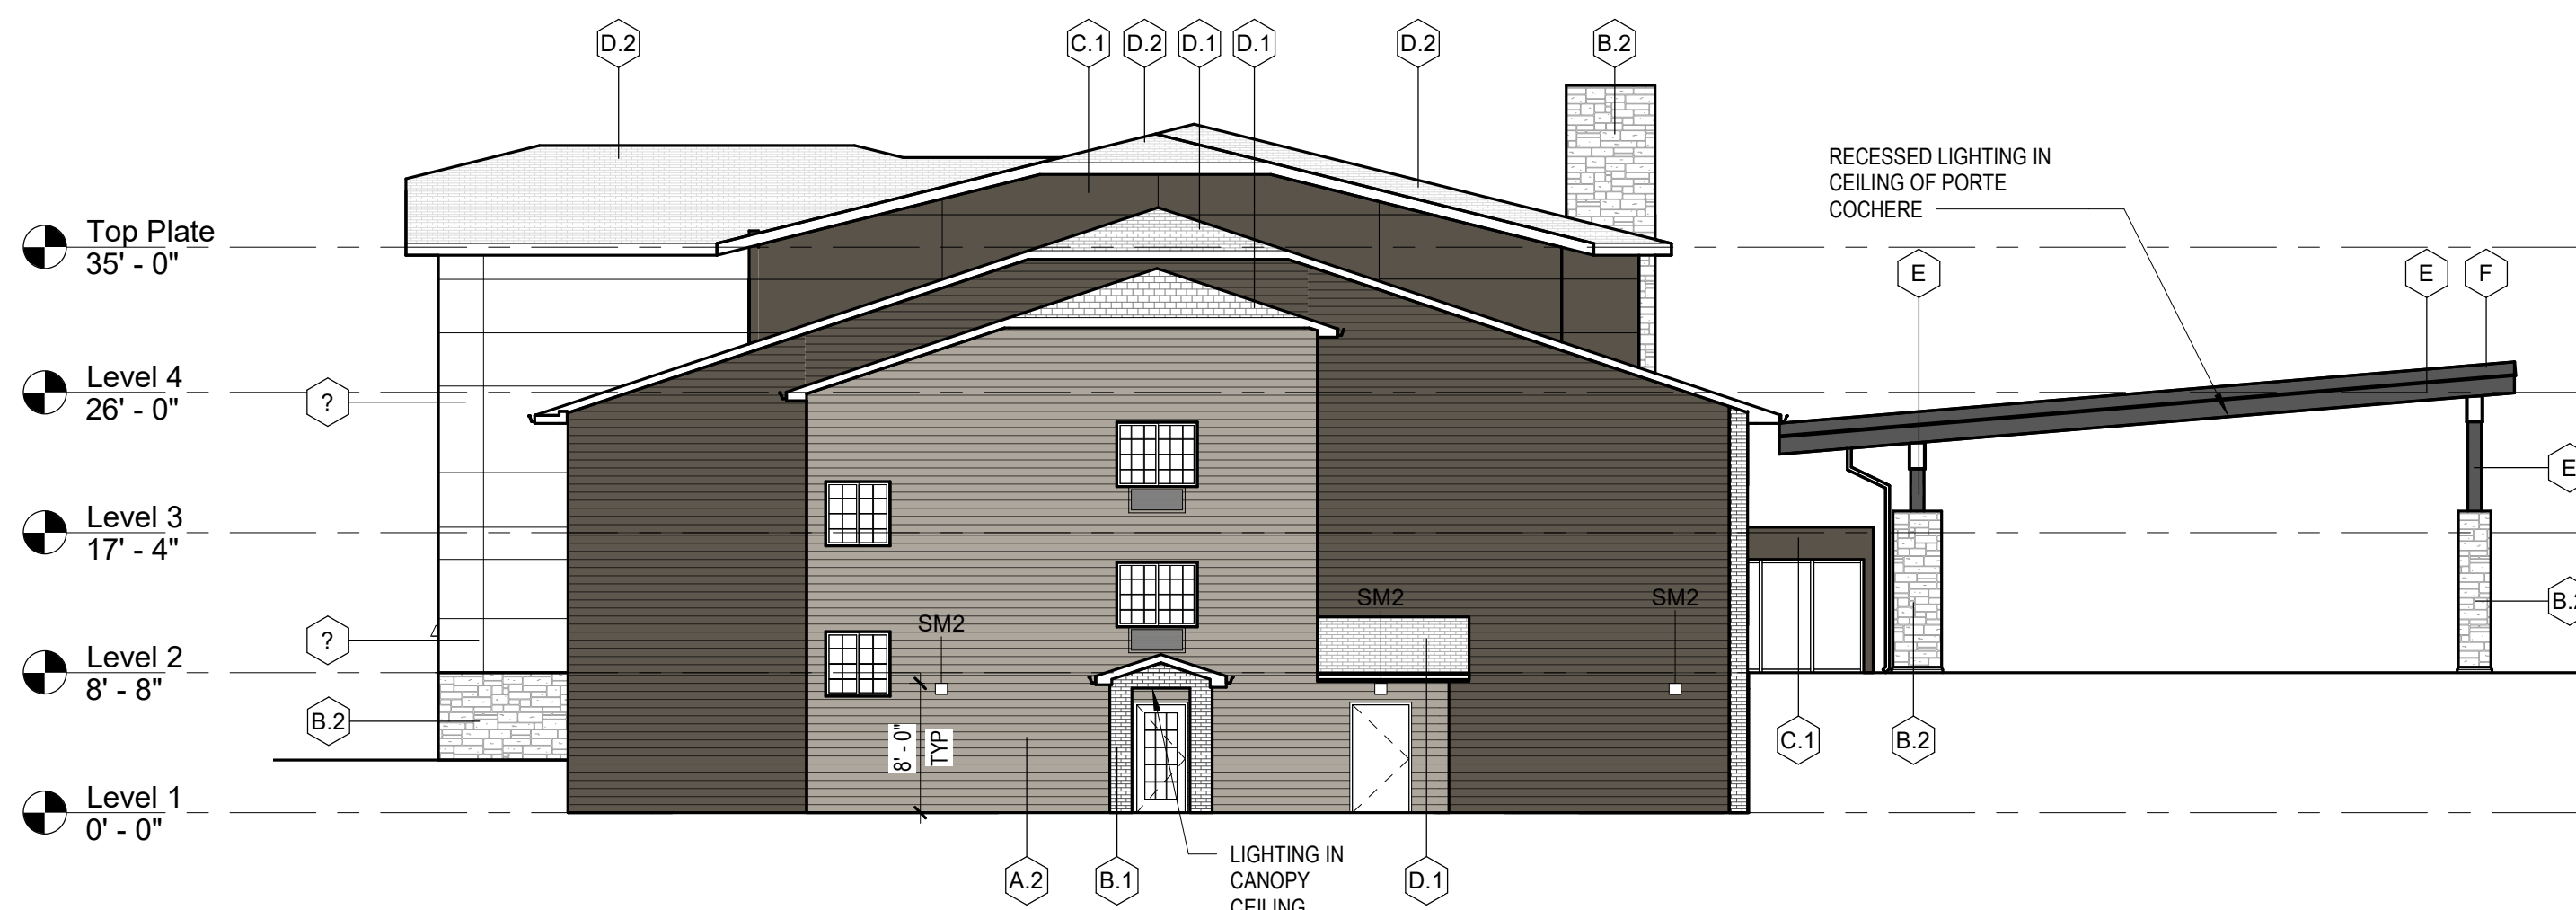 D.2
C.1
D.2
D.1
D.1
D.2
B.2
RECESSED LIGHTING IN
CEILING OF PORTE
COCHERE
Top Plate
35' - 0"
E
E
F
Level 4
26' - 0"
?
E
Level 3
17' - 4"
SM2
SM2
SM2
B.2
?
Level 2
8' - 8"
B.2
8' - 0"
TYP
C.1
B.2
Level 1
0' - 0"
A.2
B.1
LIGHTING IN
CANOPY
CEILING
D.1